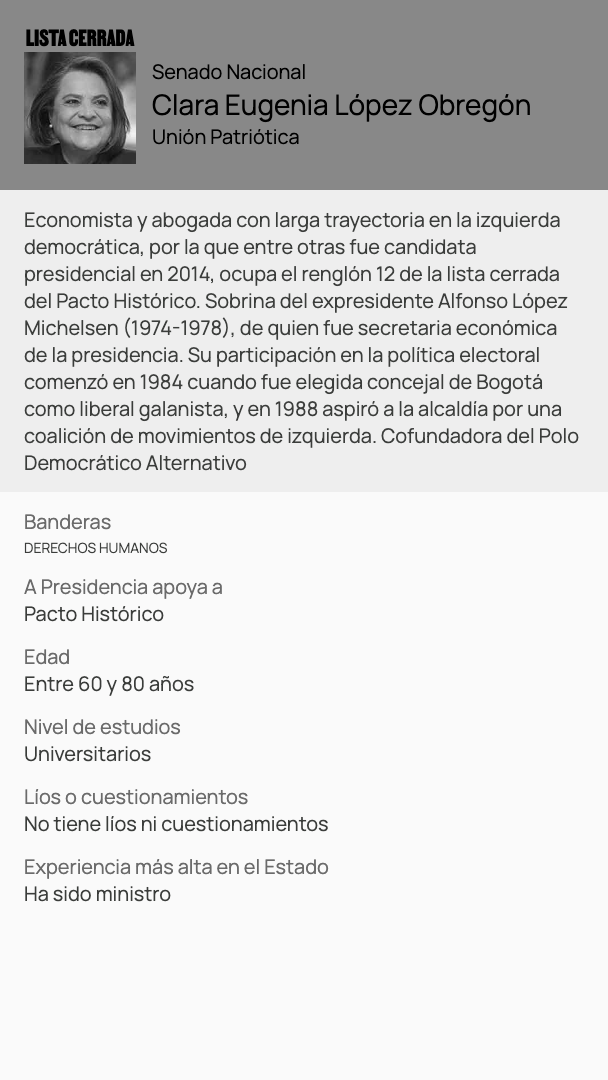 LISTA CERRADA
Senado Nacional
Clara Eugenia López Obregón
Unión Patriótica
Economista y abogada con larga trayectoria en la izquierda
democrática, por la que entre otras fue candidata
presidencial en 2014, ocupa el renglón 12 de la lista cerrada
del Pacto Histórico. Sobrina del expresidente Alfonso López
Michelsen (1974-1978), de quien fue secretaria económica
de la presidencia. Su participación en la política electoral
comenzó en 1984 cuando fue elegida concejal de Bogotá
como liberal galanista, y en 1988 aspiró a la alcaldía por una
coalición de movimientos de izquierda. Cofundadora del Polo
Democrático Alternativo
Banderas
DERECHOS HUMANOS
A Presidencia apoya a
Pacto Histórico
Edad
Entre 60 y 80 años
Nivel de estudios
Universitarios
Líos o cuestionamientos
No tiene líos ni cuestionamientos
Experiencia más alta en el Estado
Ha sido ministro